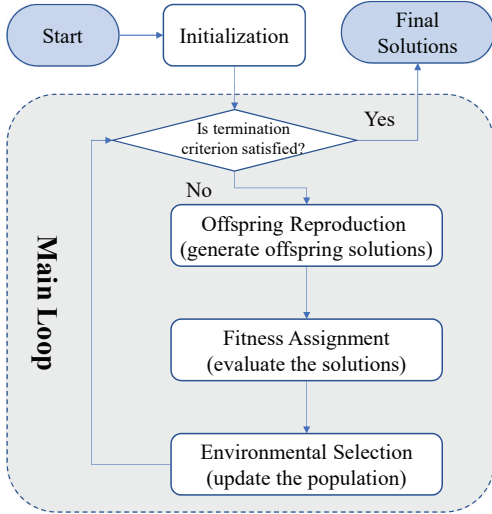 Start
Initialization
Final
Solutions
Is termination
criterion satisfied?
Yes
No
Offspring Reproduction
(generate offspring solutions)
Main Loop
Fitness Assignment
(evaluate the solutions)
Environmental Selection
(update the population)